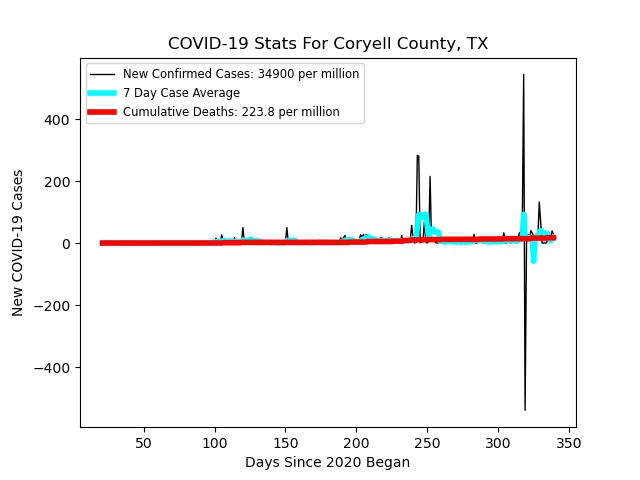 COVID-19 Stats For Coryell County, TX
New Confirmed Cases: 34900 per million
7 Day Case Average
Cumulative Deaths: 223.8 per million
New COVID-19 Cases
400
200
0
−200
−400
50 100 150 200 250 300 350
Days Since 2020 Began